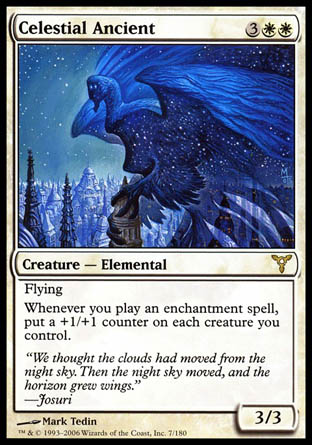 Celestial Ancient 3
Creature — Elemental
Flying
Whenever you play an enchantment spell,
put a +1/+1 counter on each creature you
control.
“We thought the clouds had moved from the
night sky. Then the night sky moved, and the
horizon grew wings.”
—Josuri
Mark Tedin
™ & © 1993–2006 Wizards of the Coast, Inc. 7/180
3/3